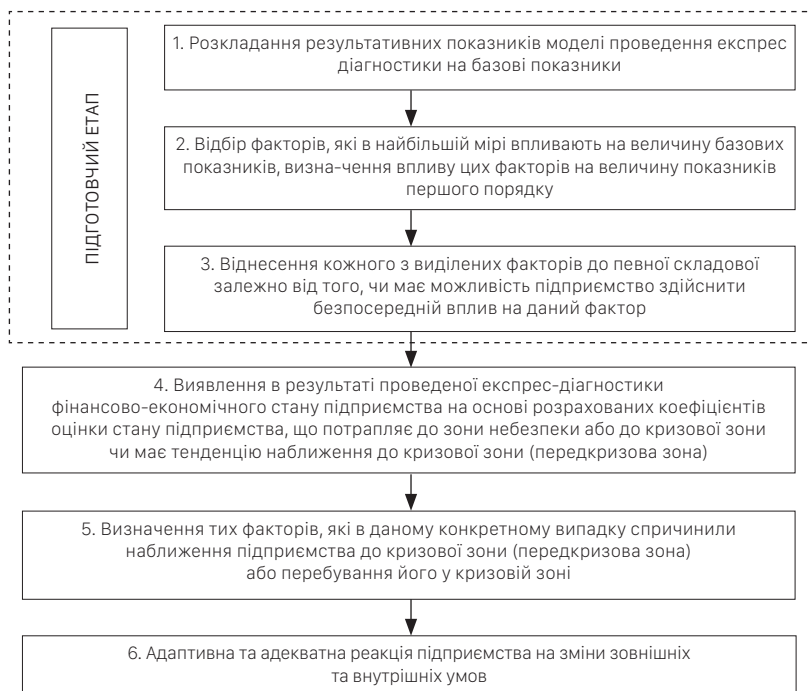 ПІДГОТОВЧИЙ ЕТАП
1. Розкладання результативних показників моделі проведення експрес
діагностики на базові показники
2. Відбір факторів, які в найбільшій мірі впливають на величину базових
показників, визна-чення впливу цих факторів на величину показників
першого порядку
3. Віднесення кожного з виділених факторів до певної складової
залежно від того, чи має можливість підприємство здійснити
безпосередній вплив на даний фактор
4. Виявлення в результаті проведеної експрес-діагностики
фінансово-економічного стану підприємства на основі розрахованих коефіцієнтів
оцінки стану підприємства, що потрапляє до зони небезпеки або до кризової зони
чи має тенденцію наближення до кризової зони (передкризова зона)
5. Визначення тих факторів, які в даному конкретному випадку спричинили
наближення підприємства до кризової зони (передкризова зона)
або перебування його у кризовій зоні
6. Адаптивна та адекватна реакція підприємства на зміни зовнішніх
та внутрішніх умов